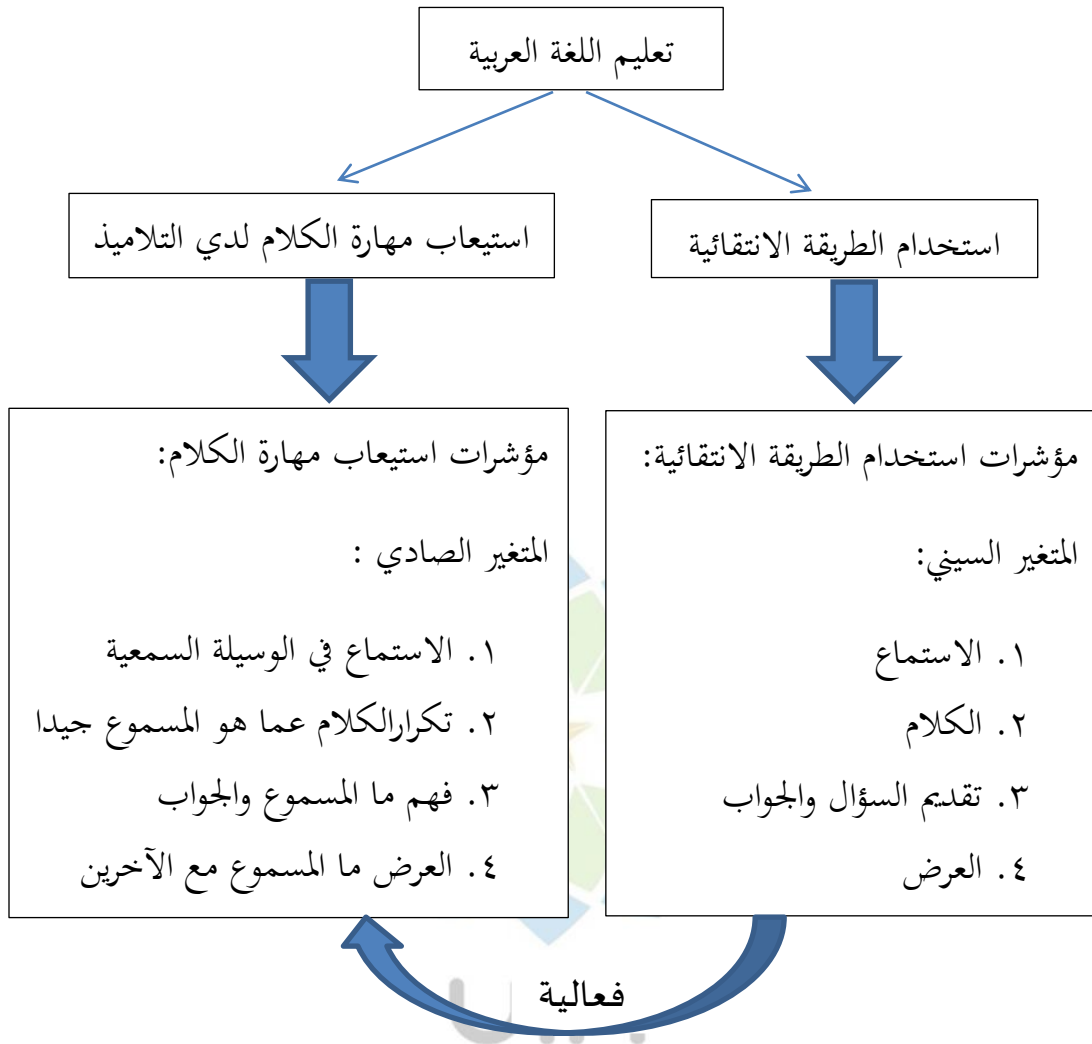 تعليم اللغة العربية
استخدام الطريقة الانتقائية
استيعاب مهارة الكلام لدي التلاميذ
مؤشرات استخدام الطريقة الانتقائية:
المتغير السيني:
١. الاستماع
٢. الكلام
٣. تقديم السؤال والجواب
٤. العرض
مؤشرات استيعاب مهارة الكلام:
المتغير الصادي :
١. الاستماع في الوسيلة السمعية
٢. تكرارالكلام عما هو المسموع جيدا
٣. فهم ما المسموع والجواب
٤. العرض ما المسموع مع الآخرين
فعالية